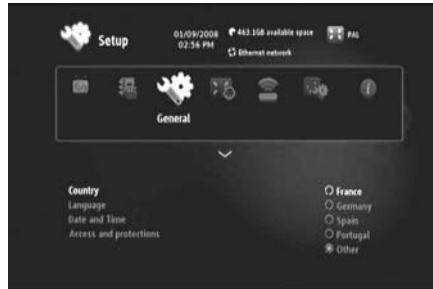 Setup
01/09/2008
02:56 PM
463.1GB available space
Ethernet network
PAL
General
Country
Language
Date and Time
Access and protections
France
Germany
Spain
Portugal
Other